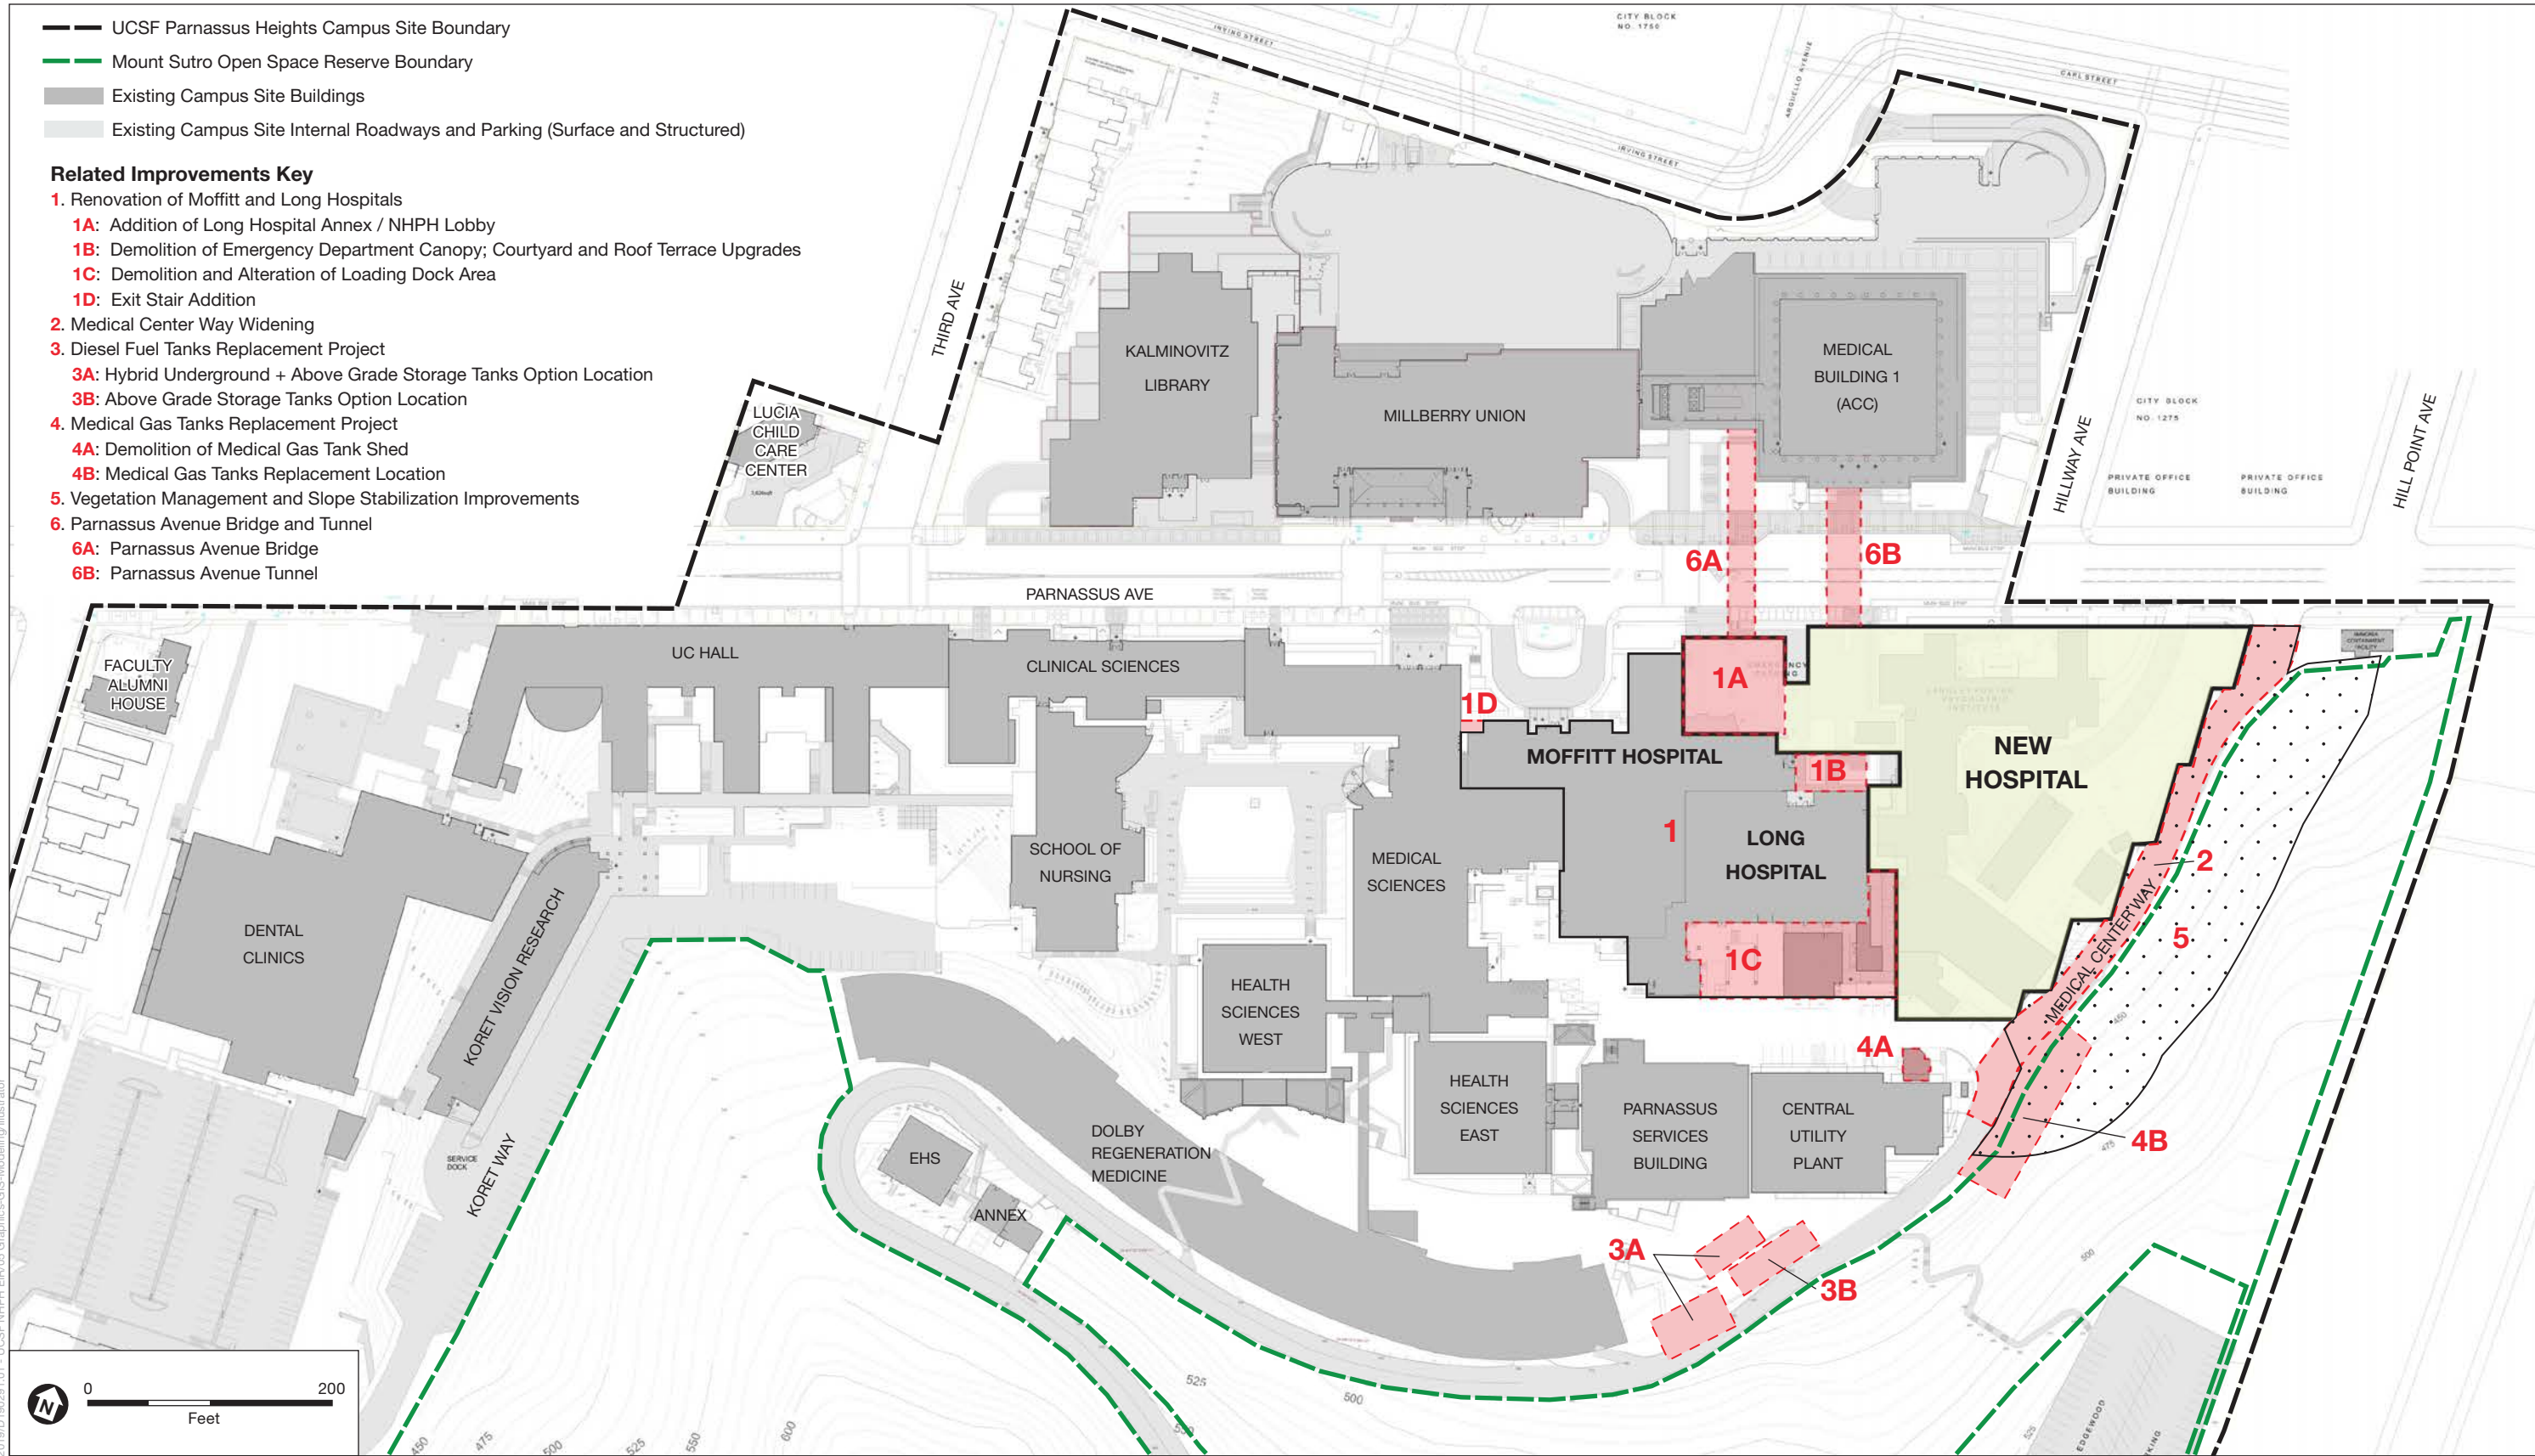 UCSF Parnassus Heights Campus Site Boundary
Mount Sutro Open Space Reserve Boundary
Existing Campus Site Buildings
Existing Campus Site Internal Roadways and Parking (Surface and Structured)
Related Improvements Key
1. Renovation of Moffitt and Long Hospitals
1A: Addition of Long Hospital Annex / NHPH Lobby
1B: Demolition of Emergency Department Canopy; Courtyard and Roof Terrace Upgrades
1C: Demolition and Alteration of Loading Dock Area
1D: Exit Stair Addition
2. Medical Center Way Widening
3. Diesel Fuel Tanks Replacement Project
3A: Hybrid Underground + Above Grade Storage Tanks Option Location
3B: Above Grade Storage Tanks Option Location
4. Medical Gas Tanks Replacement Project
4A: Demolition of Medical Gas Tank Shed
4B: Medical Gas Tanks Replacement Location
5. Vegetation Management and Slope Stabilization Improvements
6. Parnassus Avenue Bridge and Tunnel
6A: Parnassus Avenue Bridge
6B: Parnassus Avenue Tunnel
CITY BLOCK
NO. 1750
IRVING STREET
ARGUELLO AVENUE
CARL STREET
IRVING STREET
THIRD AVE
KALMINOVITZ
LIBRARY
MILLBERRY UNION
MEDICAL
BUILDING 1
(ACC)
LUCIA
CHILD
CARE
CENTER
HILLWAY AVE
CITY BLOCK
NO. 1275
PRIVATE OFFICE
BUILDING
PRIVATE OFFICE
BUILDING
HILL POINT AVE
6A
6B
PARNASSUS AVE
FACULTY
ALUMNI
HOUSE
UC HALL
CLINICAL SCIENCES
1D
1A
MOFFITT HOSPITAL
1B
NEW
HOSPITAL
AMMONIA
CONTAINMENT
FACILITY
1
LONG
HOSPITAL
2
SCHOOL OF
NURSING
MEDICAL
SCIENCES
DENTAL
CLINICS
KORET VISION RESEARCH
1C
MEDICAL CENTER WAY
5
HEALTH
SCIENCES
WEST
450
4A
HEALTH
SCIENCES
EAST
PARNASSUS
SERVICES
BUILDING
CENTRAL
UTILITY
PLANT
4B
475
DOLBY
REGENERATION
MEDICINE
EHS
ANNEX
SERVICE
DOCK
KORET WAY
3A
3B
500
525
500
550
450
475
500
525
550
600
525
EDGEWOOD
N
0
200
Feet